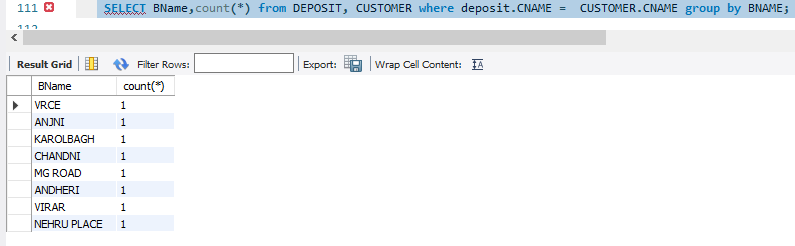 111 SELECT BName,count(*) from DEPOSIT, CUSTOMER where deposit.CNAME =  CUSTOMER.CNAME group by BNAME;
112
Result Grid Filter Rows: Export: Wrap Cell Content: IA
BName count(*)
VRCE 1
ANJNI 1
KAROLBAGH 1
CHANDNI 1
MG ROAD 1
ANDHERI 1
VIRAR 1
NEHRU PLACE 1